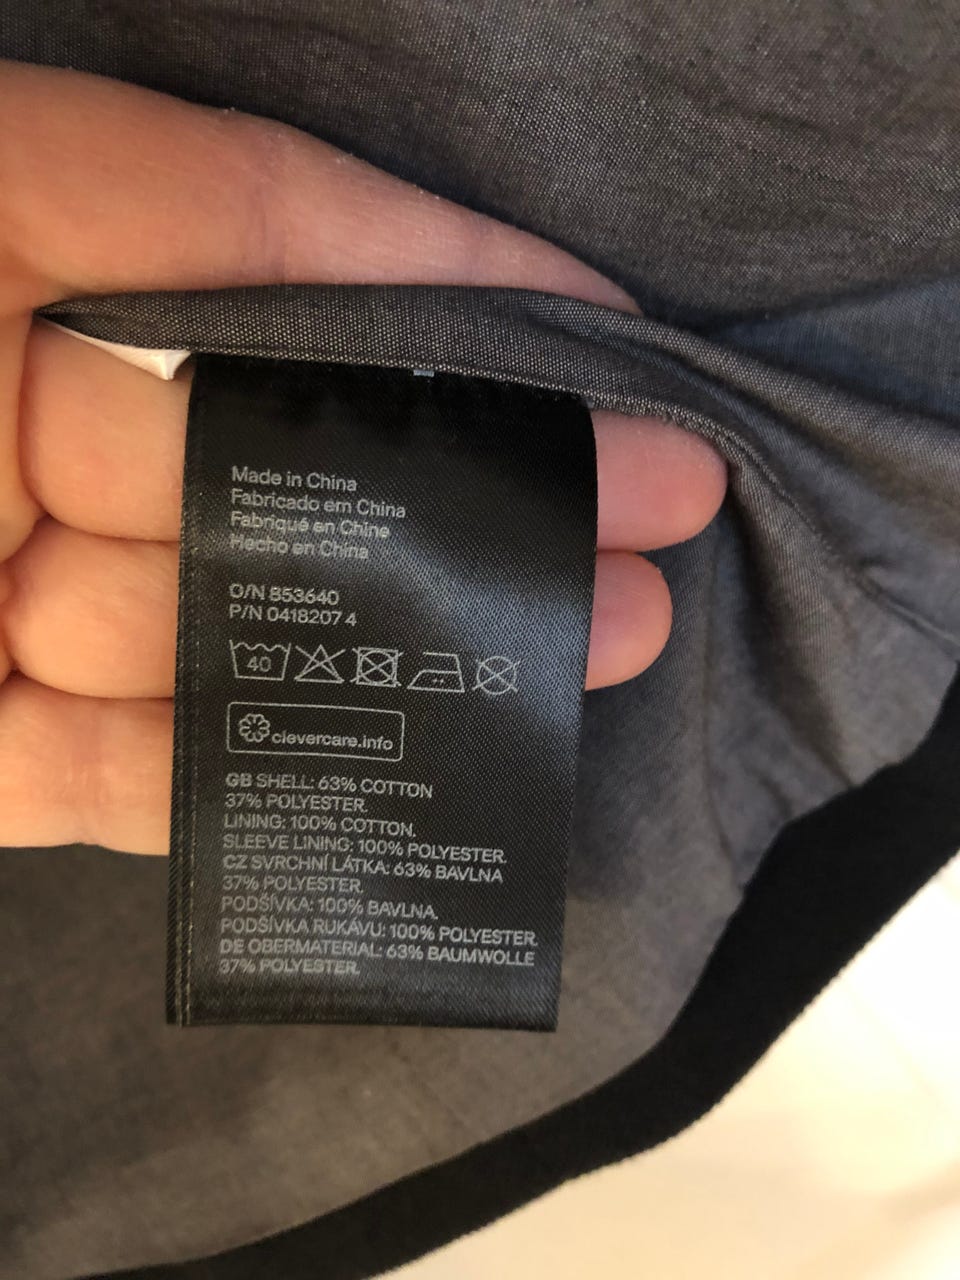 Made in China
Fabricado em China
Fabriqué en Chine
Hecho en China
O/N 853640
P/N 0418207 4
40
clevercare.info
GB SHELL: 63% COTTON
37% POLYESTER.
LINING: 100% COTTON.
SLEEVE LINING: 100% POLYESTER.
CZ SVRCHNÍ LÁTKA: 63% BAVLNA
37% POLYESTER.
PODŠÍVKA: 100% BAVLNA.
PODŠÍVKA RUKÁVU: 100% POLYESTER.
DE OBERMATERIAL: 63% BAUMWOLLE
37% POLYESTER.